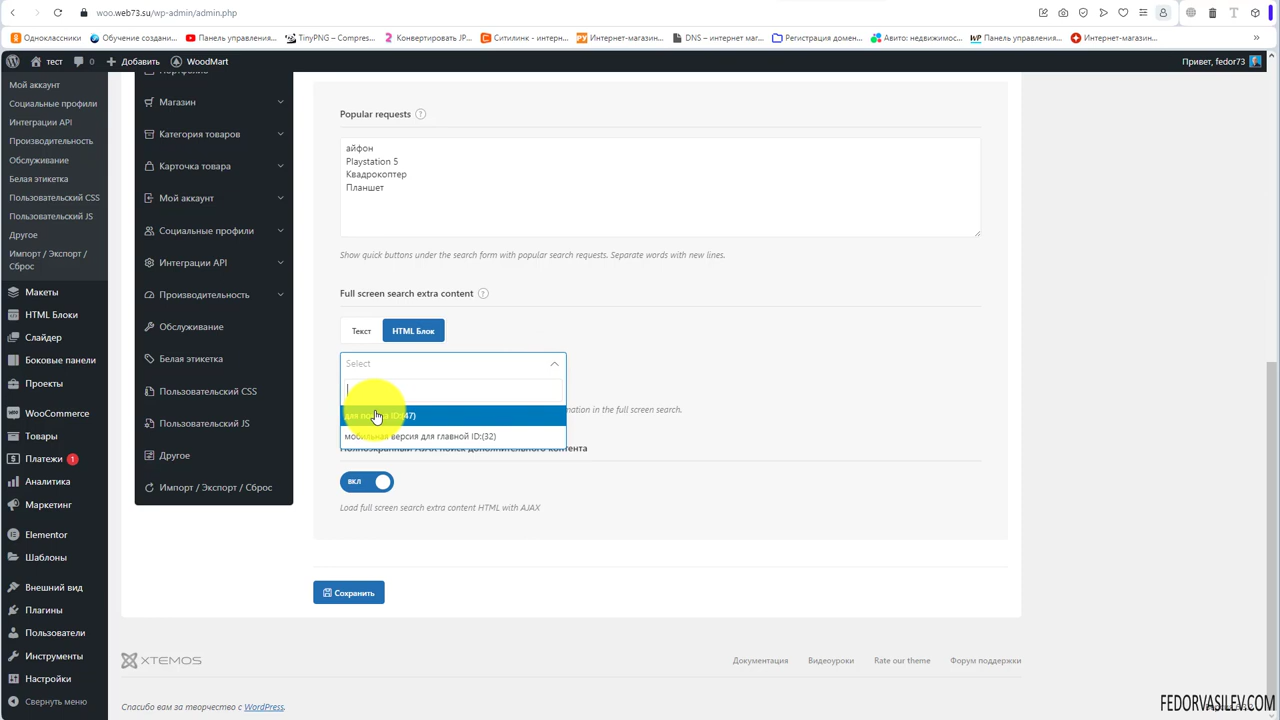 woo.web73.su/wp-admin/admin.php
Одноклассники
Обучение создани...
Панель управления...
TinyPNG – Compres...
Конвертировать JP...
Ситилинк - интерн...
Интернет-магазин...
DNS – интернет маг...
Регистрация домен...
Авито: недвижимос...
Панель управления...
Интернет-магазин...
тест
0
Добавить
WoodMart
Привет, fedor73
Мой аккаунт
Социальные профили
Интеграции API
Производительность
Обслуживание
Белая этикетка
Пользовательский CSS
Пользовательский JS
Другое
Импорт / Экспорт /
Сброс
Макеты
HTML Блоки
Слайдер
Боковые панели
Проекты
WooCommerce
Товары
Платежи 1
Аналитика
Маркетинг
Elementor
Шаблоны
Внешний вид
Плагины
Пользователи
Инструменты
Настройки
Свернуть меню
Портфолио
Магазин
Категория товаров
Карточка товара
Мой аккаунт
Социальные профили
Интеграции API
Производительность
Обслуживание
Белая этикетка
Пользовательский CSS
Пользовательский JS
Другое
Импорт / Экспорт / Сброс
Popular requests ?
айфон
Playstation 5
Квадрокоптер
Планшет
Show quick buttons under the search form with popular search requests. Separate words with new lines.
Full screen search extra content ?
Текст
HTML Блок
Select
для поиска ID:(47)
mation in the full screen search.
мобильная версия для главной ID:(32)
Полноэкранный AJAX поиск дополнительного контента
ВКЛ
Load full screen search extra content HTML with AJAX
Сохранить
XTEMOS
Документация
Видеоуроки
Rate our theme
Форум поддержки
Спасибо вам за творчество с WordPress.
FEDORVASILEV.COM